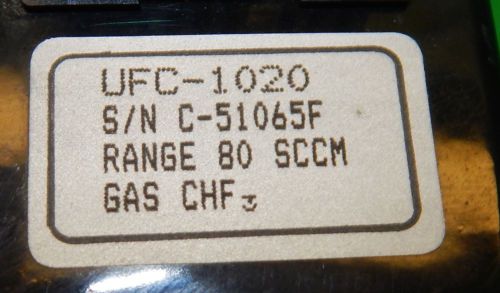 UFC-1020
S/N C-51065F
RANGE 80 SCCM
GAS CHF₃